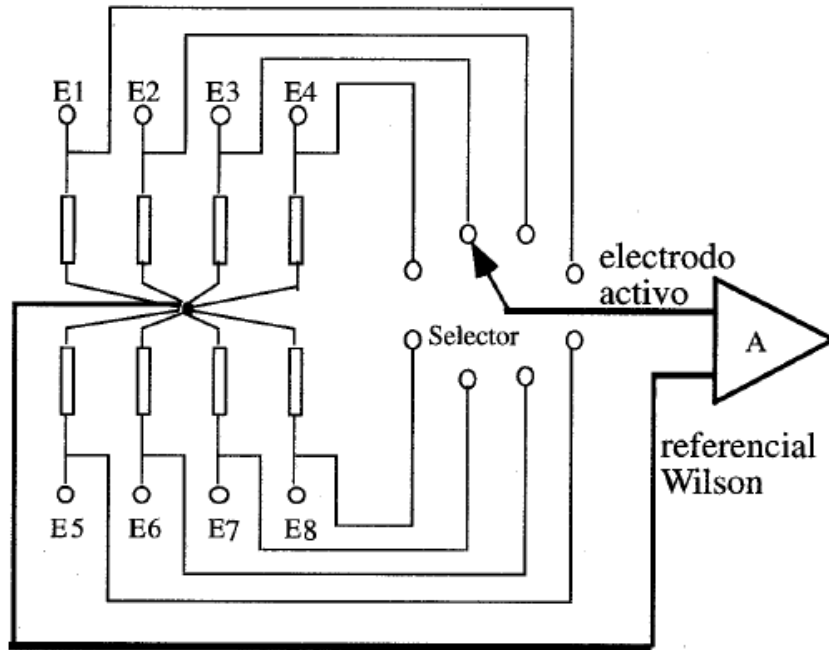 E1 E2 E3 E4
electrodo
activo
Selector
A
referencial
Wilson
E5 E6 E7 E8